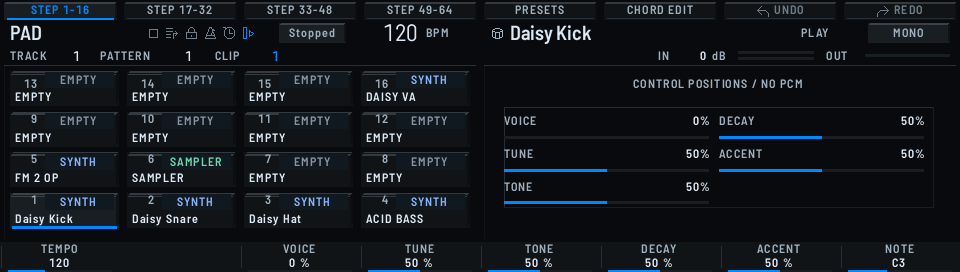 STEP 1-16 STEP 17-32 STEP 33-48 STEP 49-64 PRESETS CHORD EDIT UNDO REDO
PAD Stopped 120 BPM Daisy Kick PLAY MONO
TRACK 1 PATTERN 1 CLIP 1 IN 0 dB OUT
CONTROL POSITIONS / NO PCM
13 EMPTY 14 EMPTY 15 EMPTY 16 SYNTH
EMPTY EMPTY EMPTY DAISY VA
9 EMPTY 10 EMPTY 11 EMPTY 12 EMPTY
EMPTY EMPTY EMPTY EMPTY
5 SYNTH 6 SAMPLER 7 EMPTY 8 EMPTY
FM 2 OP SAMPLER EMPTY EMPTY
1 SYNTH 2 SYNTH 3 SYNTH 4 SYNTH
Daisy Kick Daisy Snare Daisy Hat ACID BASS
VOICE 0% DECAY 50%
TUNE 50% ACCENT 50%
TONE 50%
TEMPO VOICE TUNE TONE DECAY ACCENT NOTE
120 0 % 50 % 50 % 50 % 50 % C3